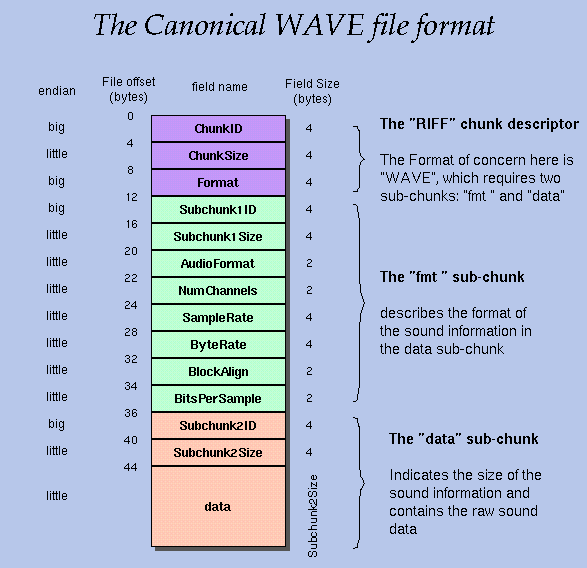 The Canonical WAVE file format
endian
File offset
(bytes)
field name
Field Size
(bytes)
0
big
ChunkID
4
4
little
ChunkSize
4
8
big
Format
4
12
The "RIFF" chunk descriptor
The Format of concern here is
"WAVE", which requires two
sub-chunks: "fmt " and "data"
big
Subchunk1ID
4
16
little
Subchunk1Size
4
20
little
AudioFormat
2
22
little
NumChannels
2
24
little
SampleRate
4
28
little
ByteRate
4
32
little
BlockAlign
2
34
little
BitsPerSample
2
36
The "fmt " sub-chunk
describes the format of
the sound information in
the data sub-chunk
big
Subchunk2ID
4
40
little
Subchunk2Size
4
44
little
data
Subchunk2Size
The "data" sub-chunk
Indicates the size of the
sound information and
contains the raw sound
data